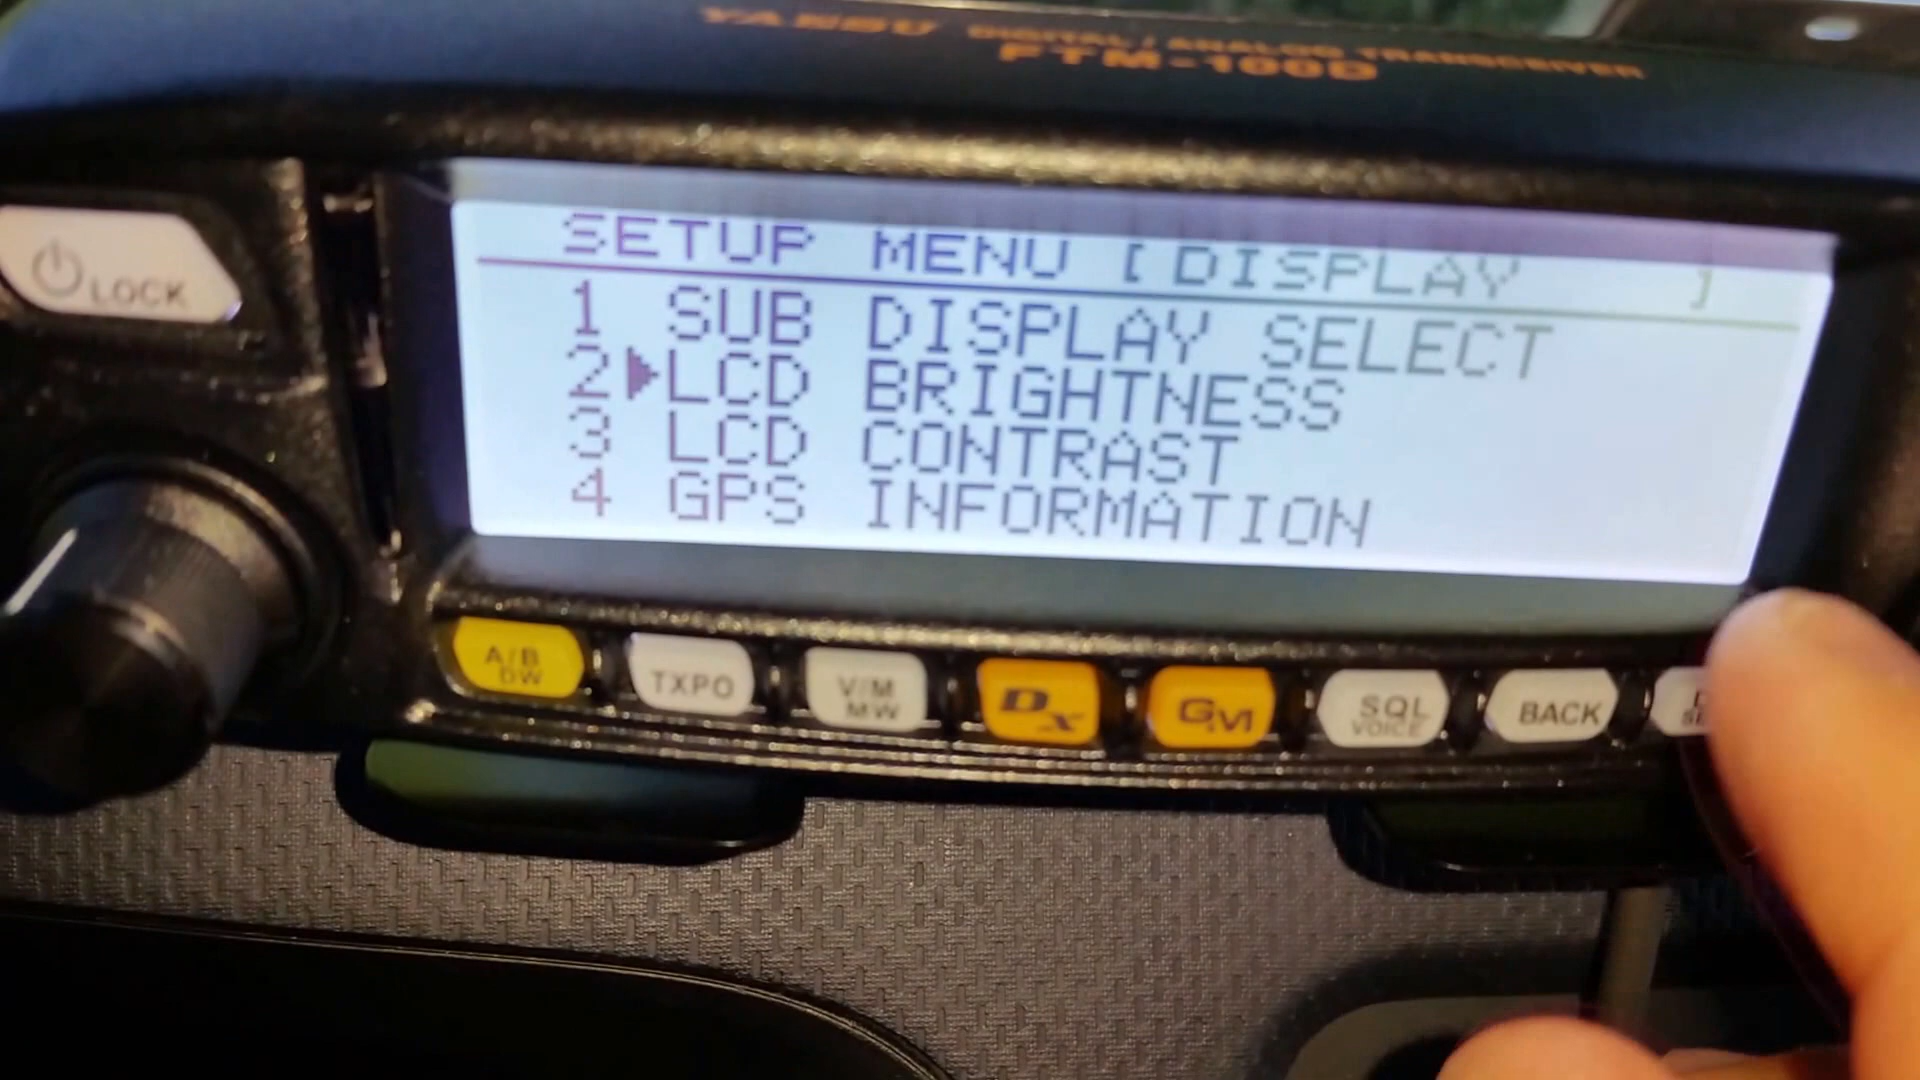 YAESU DIGITAL/ANALOG TRANSCEIVER
FTM-100D
SETUP MENU [DISPLAY ]
1 SUB DISPLAY SELECT
2 ▶LCD BRIGHTNESS
3 LCD CONTRAST
4 GPS INFORMATION
LOCK
A/B
DW
TXPO
V/M
MW
DX
GM
SQL
VOICE
BACK